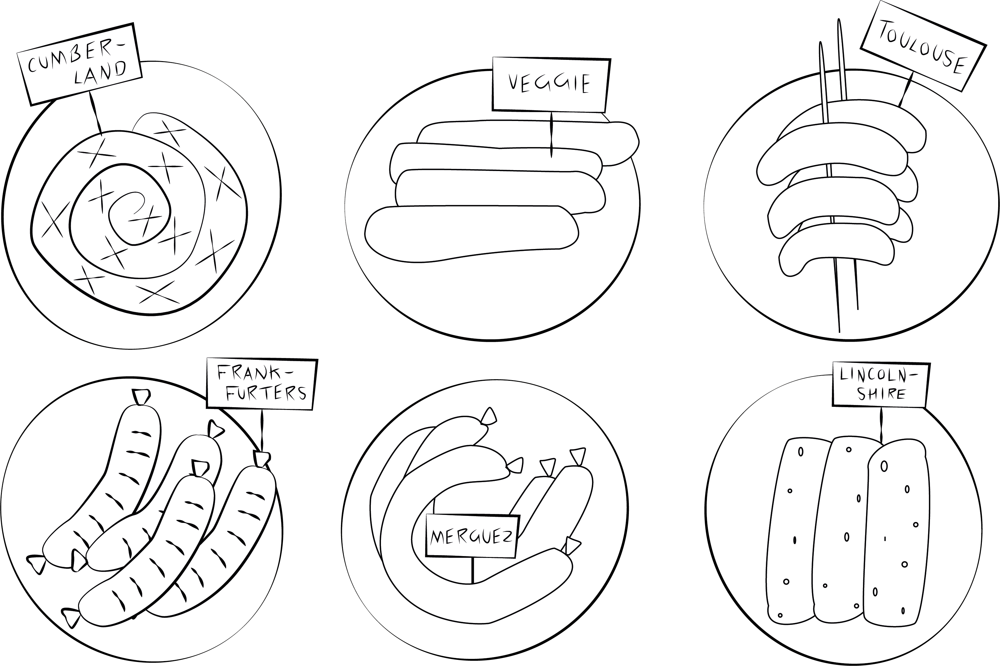 CUMBER-
LAND
VEGGIE
TOULOUSE
FRANK-
FURTERS
MERGUEZ
LINCOLN-
SHIRE